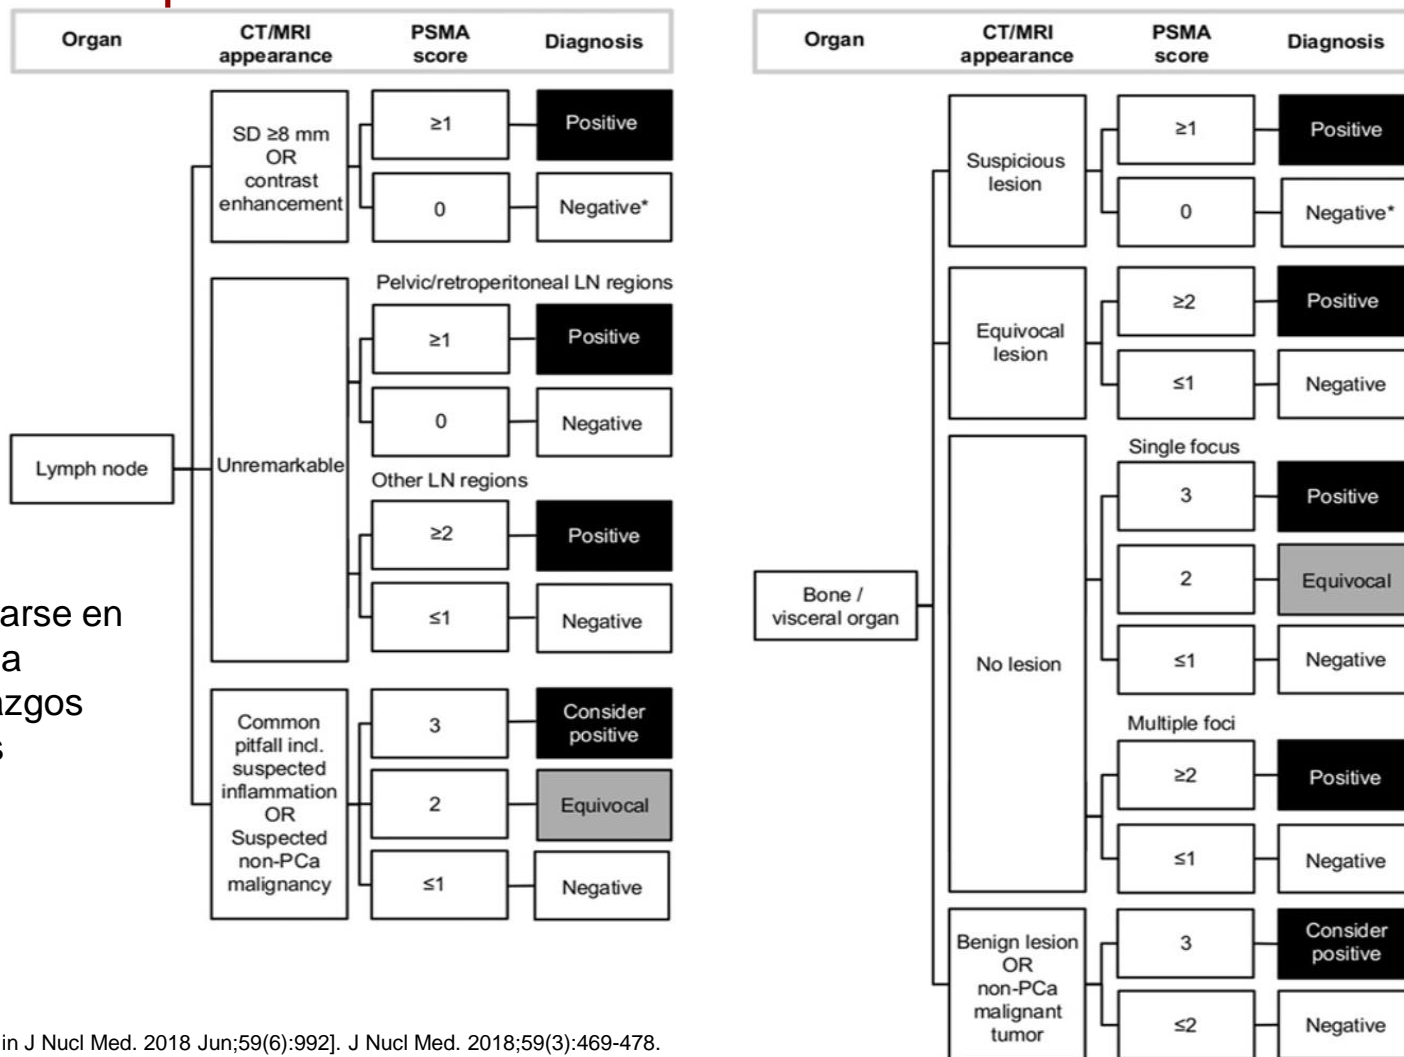 Organ
CT/MRI
appearance
PSMA
score
Diagnosis
SD ≥8 mm
OR
contrast
enhancement
≥1
Positive
0
Negative*
Unremarkable
Pelvic/retroperitoneal LN regions
≥1
Positive
0
Negative
Other LN regions
≥2
Positive
≤1
Negative
Lymph node
Common
pitfall incl.
suspected
inflammation
OR
Suspected
non-PCa
malignancy
3
Consider
positive
2
Equivocal
≤1
Negative
arse en
a
azgos
s
Organ
CT/MRI
appearance
PSMA
score
Diagnosis
Suspicious
lesion
≥1
Positive
0
Negative*
Equivocal
lesion
≥2
Positive
≤1
Negative
Bone /
visceral organ
No lesion
Single focus
3
Positive
2
Equivocal
≤1
Negative
Multiple foci
≥2
Positive
≤1
Negative
Benign lesion
OR
non-PCa
malignant
tumor
3
Consider
positive
≤2
Negative
in J Nucl Med. 2018 Jun;59(6):992]. J Nucl Med. 2018;59(3):469-478.